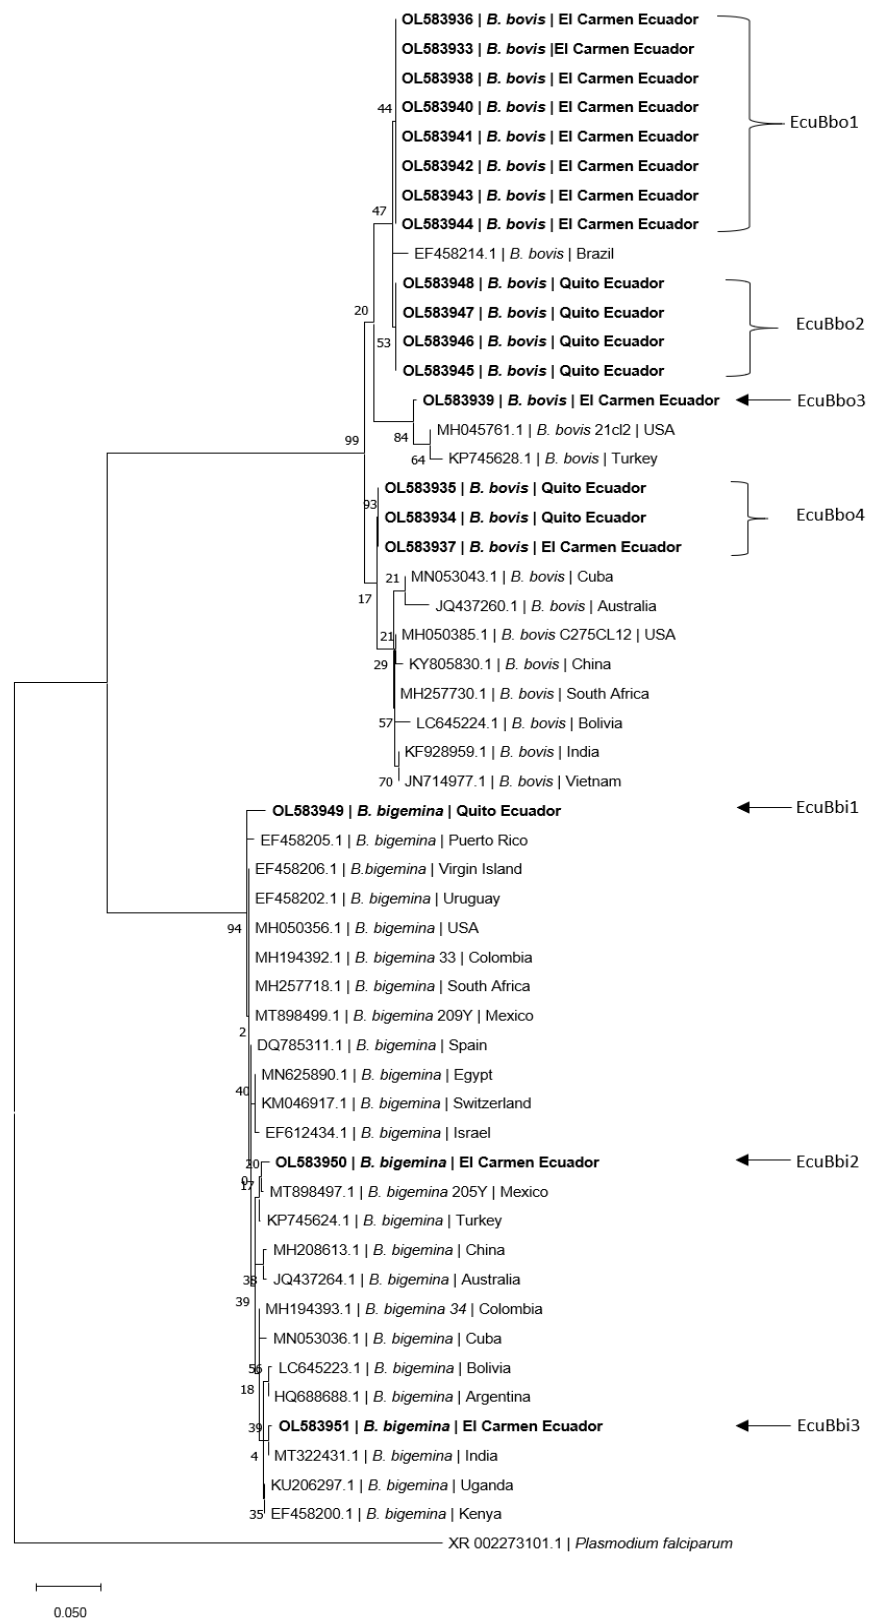 OL583936 | B. bovis | El Carmen Ecuador
OL583933 | B. bovis |El Carmen Ecuador
OL583938 | B. bovis | El Carmen Ecuador
44
OL583940 | B. bovis | El Carmen Ecuador
EcuBbo1
OL583941 | B. bovis | El Carmen Ecuador
OL583942 | B. bovis | El Carmen Ecuador
OL583943 | B. bovis | El Carmen Ecuador
47
OL583944 | B. bovis | El Carmen Ecuador
EF458214.1 | B. bovis | Brazil
OL583948 | B. bovis | Quito Ecuador
20
OL583947 | B. bovis | Quito Ecuador
EcuBbo2
53
OL583946 | B. bovis | Quito Ecuador
OL583945 | B. bovis | Quito Ecuador
OL583939 | B. bovis | El Carmen Ecuador
EcuBbo3
84
MH045761.1 | B. bovis 21cl2 | USA
99
64
KP745628.1 | B. bovis | Turkey
OL583935 | B. bovis | Quito Ecuador
93
OL583934 | B. bovis | Quito Ecuador
EcuBbo4
OL583937 | B. bovis | El Carmen Ecuador
21
MN053043.1 | B. bovis | Cuba
17
JQ437260.1 | B. bovis | Australia
21
MH050385.1 | B. bovis C275CL12 | USA
29
KY805830.1 | B. bovis | China
MH257730.1 | B. bovis | South Africa
57
LC645224.1 | B. bovis | Bolivia
KF928959.1 | B. bovis | India
70
JN714977.1 | B. bovis | Vietnam
OL583949 | B. bigemina | Quito Ecuador
EcuBbi1
EF458205.1 | B. bigemina | Puerto Rico
EF458206.1 | B.bigemina | Virgin Island
EF458202.1 | B. bigemina | Uruguay
94
MH050356.1 | B. bigemina | USA
MH194392.1 | B. bigemina 33 | Colombia
MH257718.1 | B. bigemina | South Africa
MT898499.1 | B. bigemina 209Y | Mexico
2
DQ785311.1 | B. bigemina | Spain
MN625890.1 | B. bigemina | Egypt
40
KM046917.1 | B. bigemina | Switzerland
EF612434.1 | B. bigemina | Israel
20
OL583950 | B. bigemina | El Carmen Ecuador
EcuBbi2
0
17
MT898497.1 | B. bigemina 205Y | Mexico
KP745624.1 | B. bigemina | Turkey
MH208613.1 | B. bigemina | China
38
JQ437264.1 | B. bigemina | Australia
39
MH194393.1 | B. bigemina 34 | Colombia
MN053036.1 | B. bigemina | Cuba
56
LC645223.1 | B. bigemina | Bolivia
18
HQ688688.1 | B. bigemina | Argentina
39
OL583951 | B. bigemina | El Carmen Ecuador
EcuBbi3
4
MT322431.1 | B. bigemina | India
KU206297.1 | B. bigemina | Uganda
35
EF458200.1 | B. bigemina | Kenya
XR 002273101.1 | Plasmodium falciparum
0.050